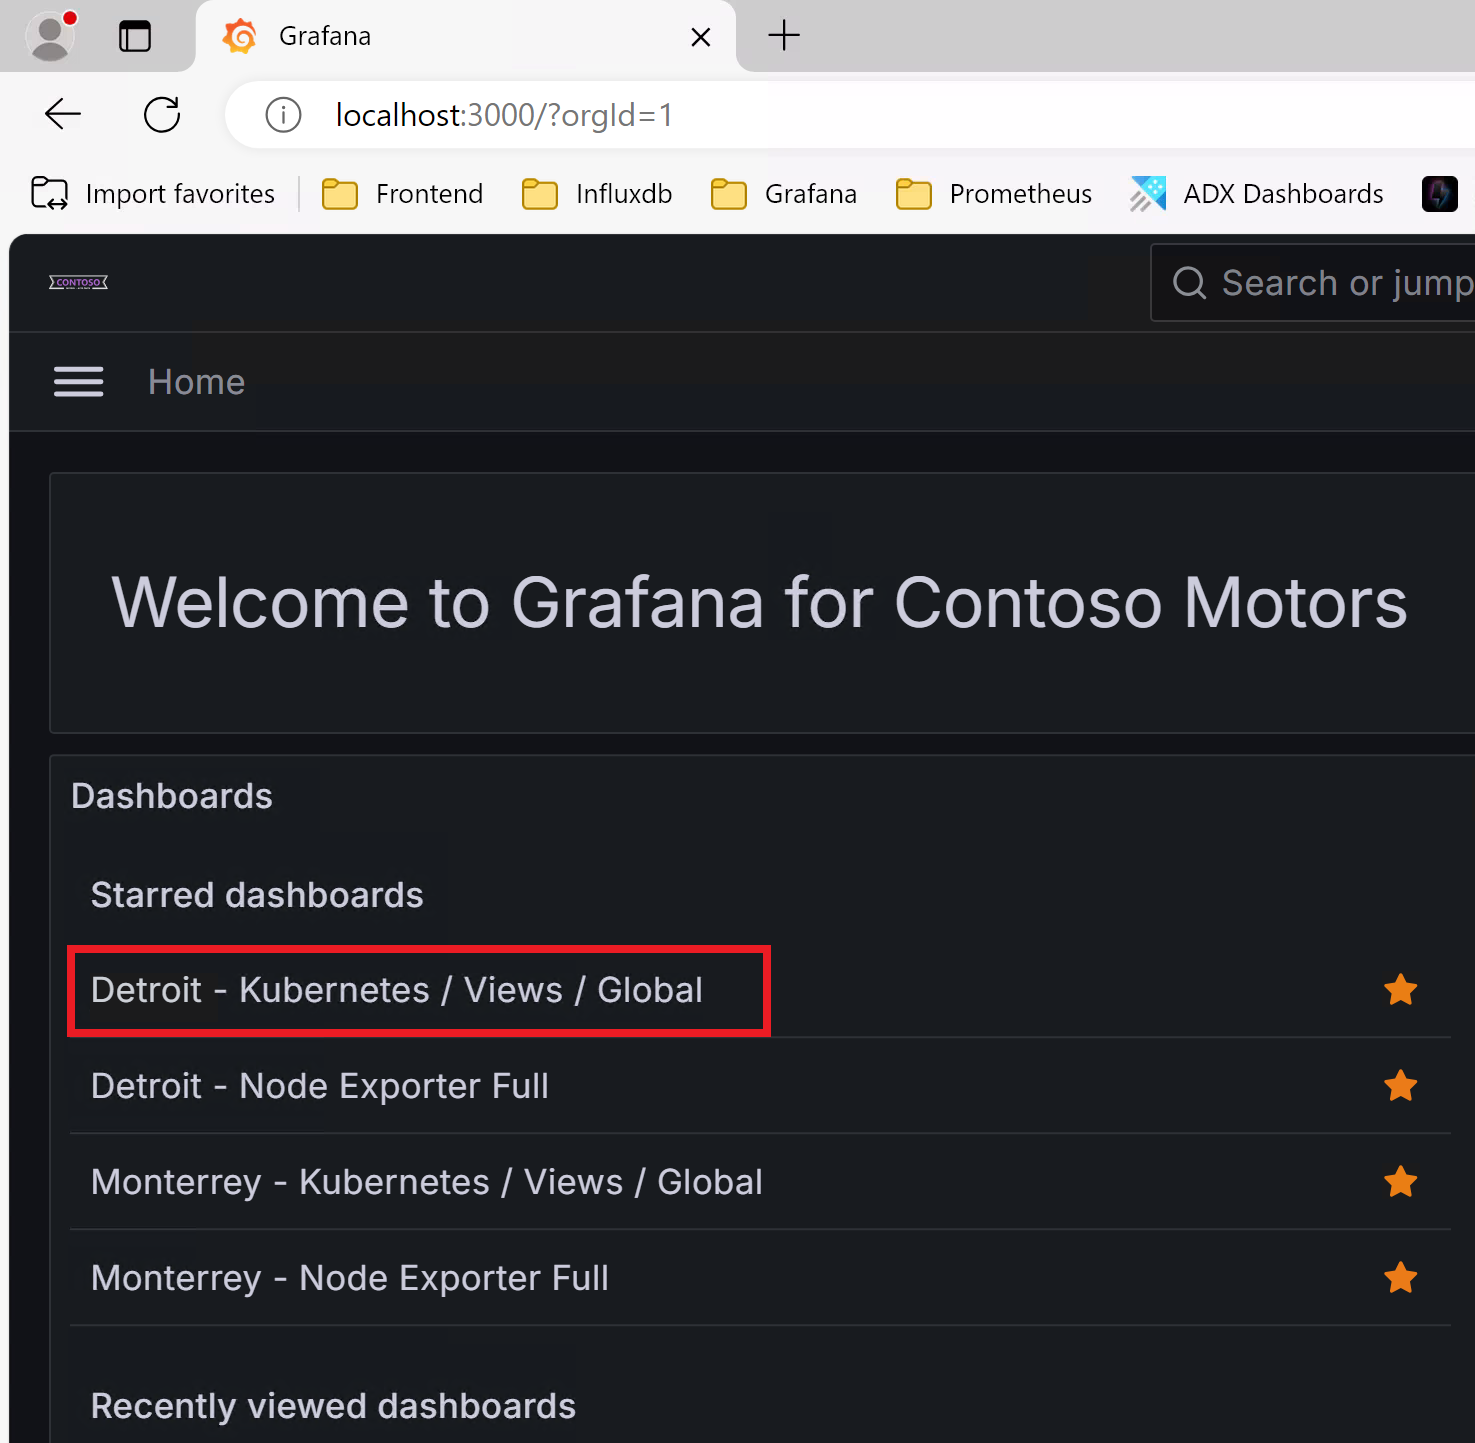 Grafana
localhost:3000/?orgId=1
Import favorites
Frontend
Influxdb
Grafana
Prometheus
ADX Dashboards
CONTOSO
Search or jump
Home
Welcome to Grafana for Contoso Motors
Dashboards
Starred dashboards
Detroit - Kubernetes / Views / Global
Detroit - Node Exporter Full
Monterrey - Kubernetes / Views / Global
Monterrey - Node Exporter Full
Recently viewed dashboards